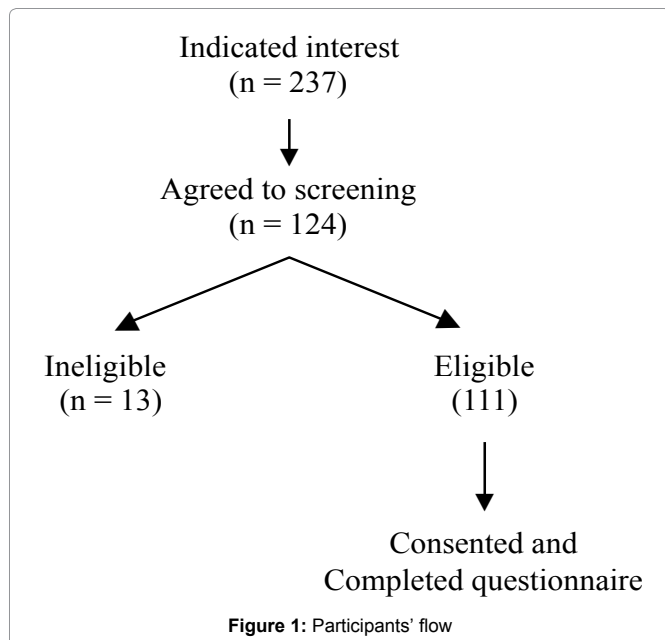 Indicated interest
(n = 237)
Agreed to screening
(n = 124)
Ineligible
(n = 13)
Eligible
(111)
Consented and
Completed questionnaire
Figure 1: Participants' flow